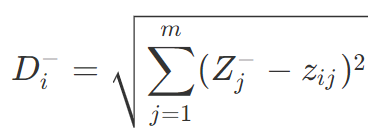 $D_i^- = \sqrt{\sum_{j=1}^{m} (Z_j^- - z_{ij})^2}$